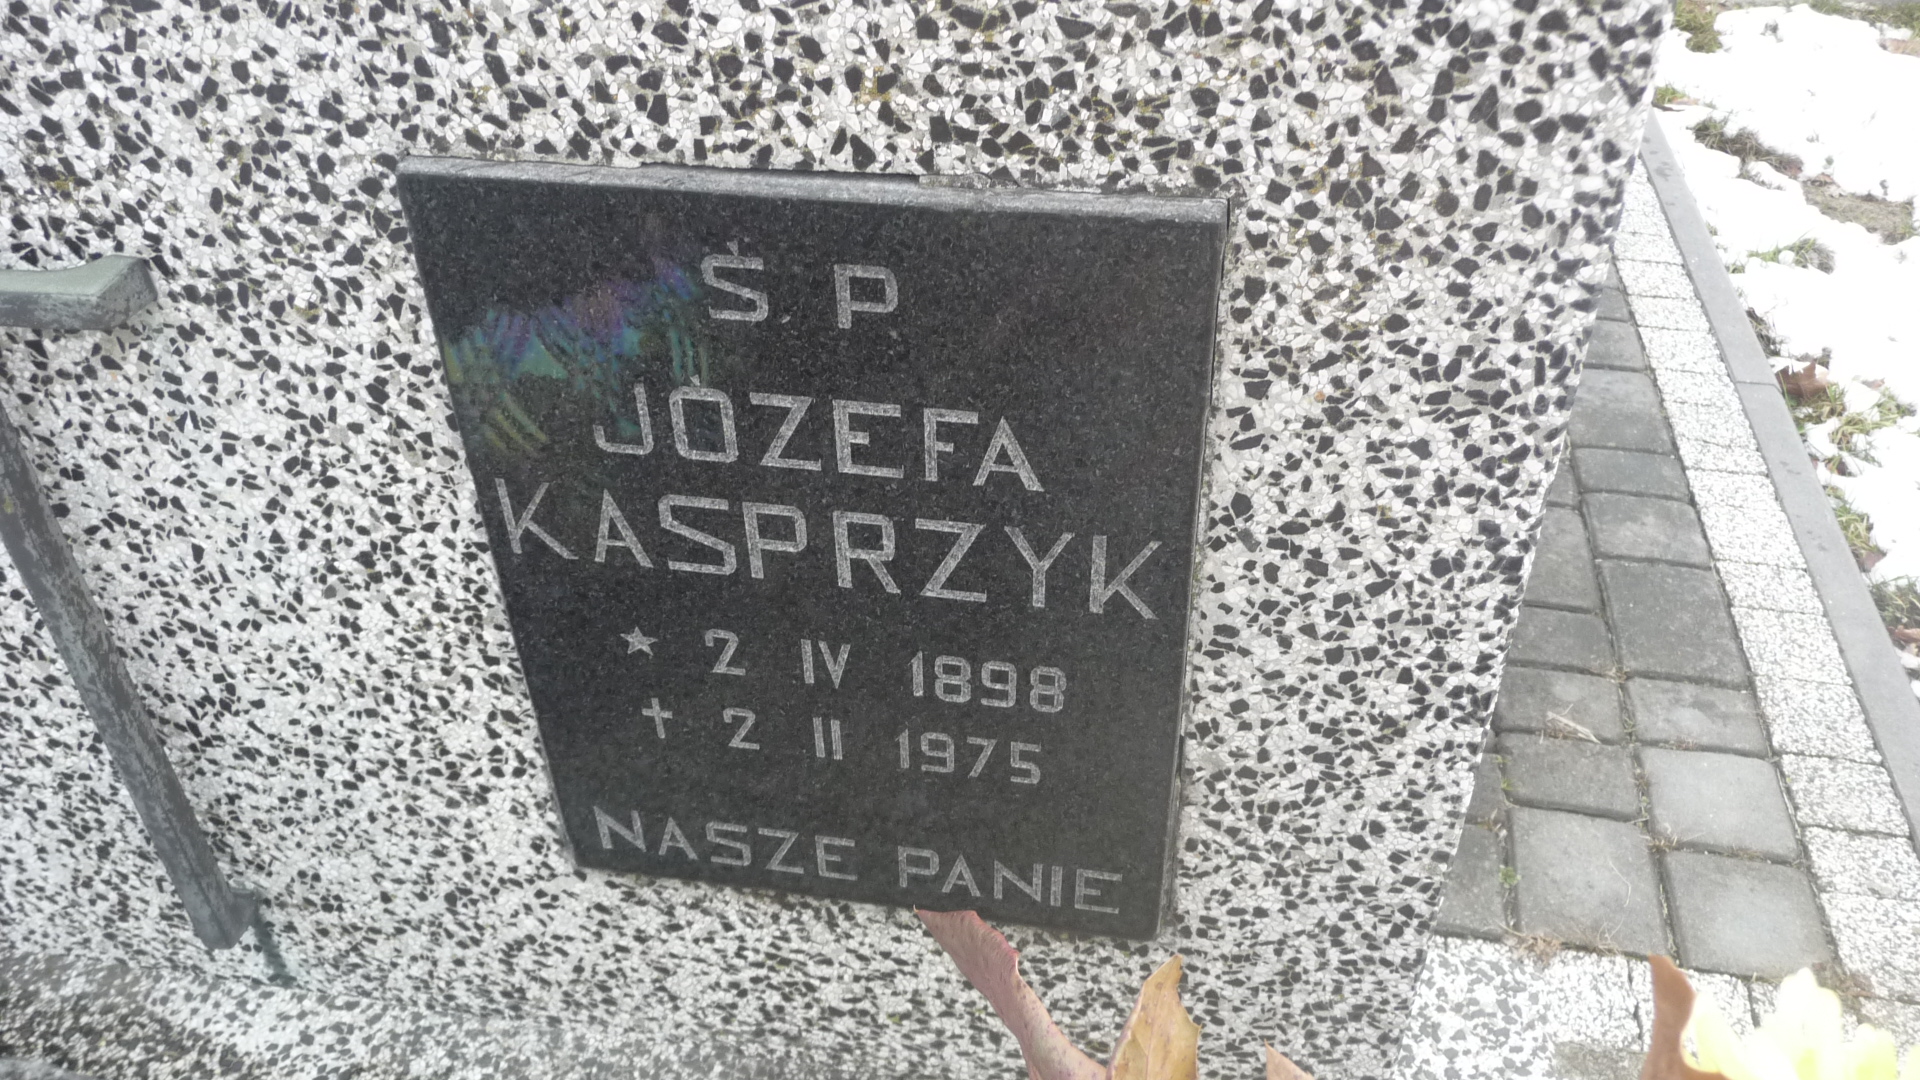 Ś P
JÓZEFA
KASPRZYK
★ 2 IV 1898
✝ 2 II 1975
NASZE PANIE